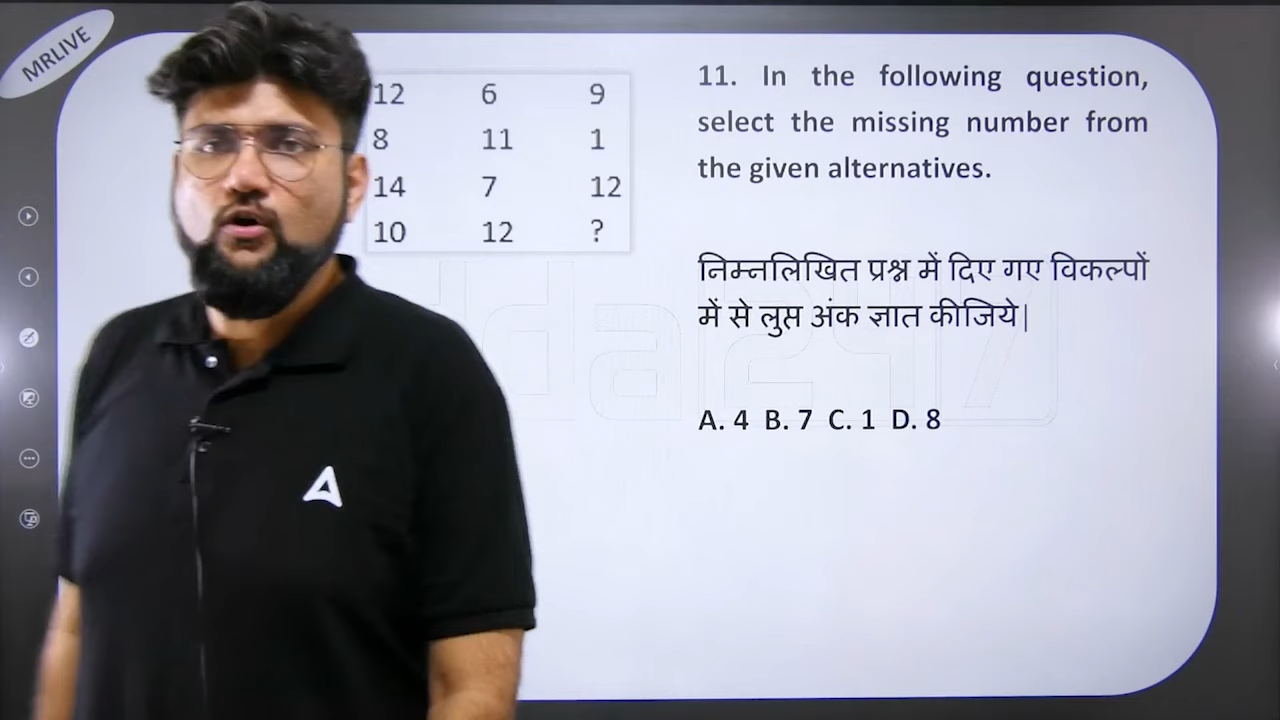 MRLIVE
12 6 9
8 11 1
14 7 12
10 12 ?
11. In the following question,
select the missing number from
the given alternatives.
निम्नलिखित प्रश्न में दिए गए विकल्पों
में से लुप्त अंक ज्ञात कीजिये|
A. 4 B. 7 C. 1 D. 8
da247